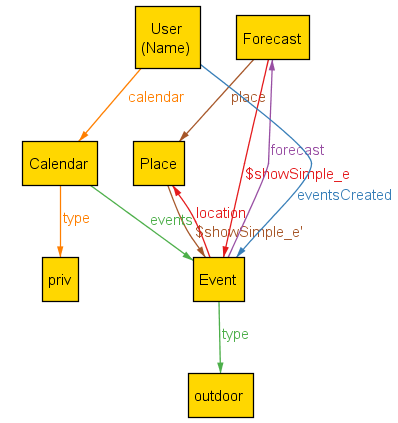 User
(Name)
Forecast
calendar
place
Calendar
Place
forecast
$showSimple_e
eventsCreated
type
events
location
$showSimple_e'
priv
Event
type
outdoor